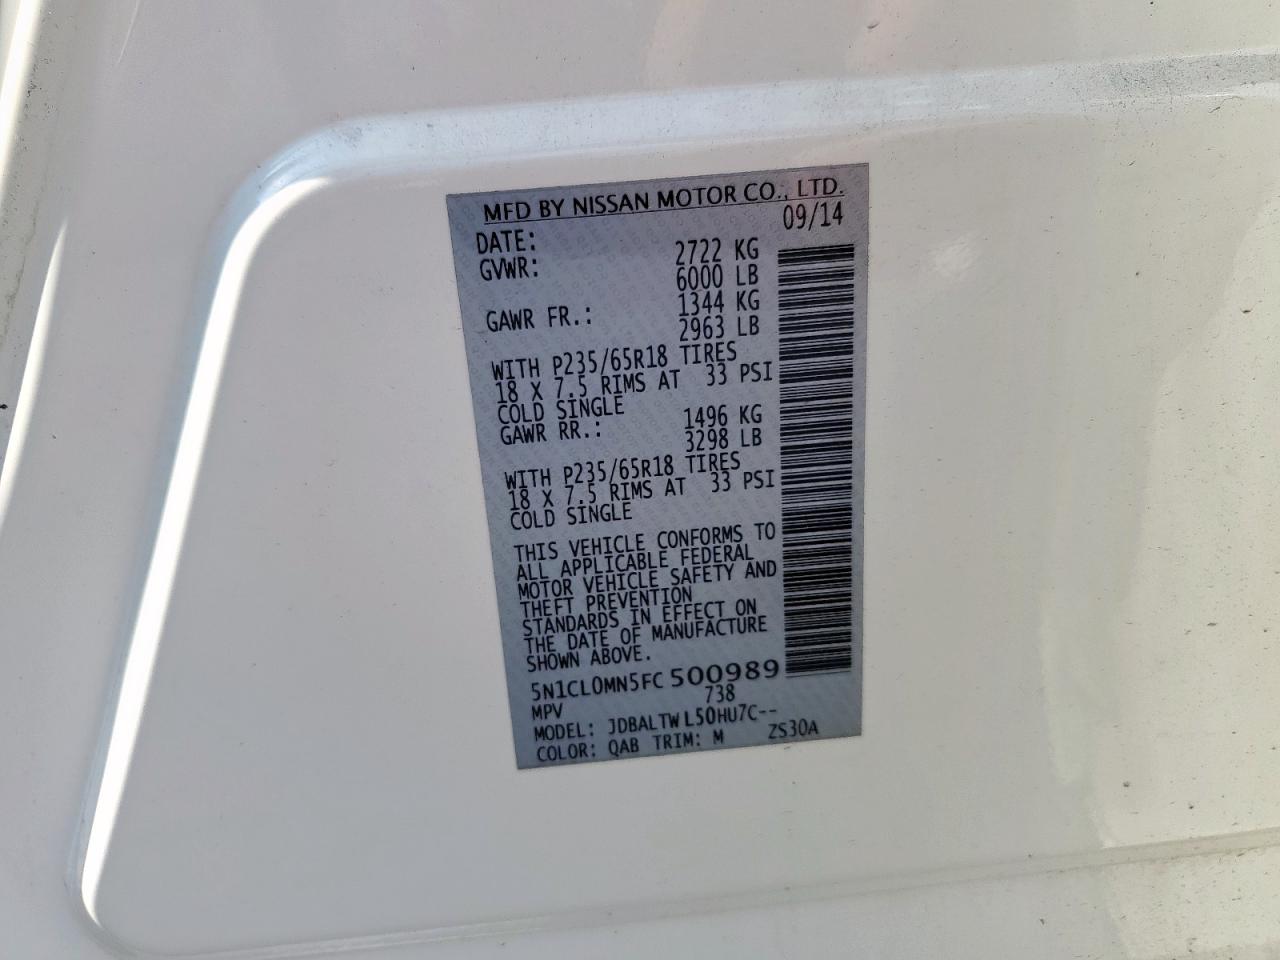 MFD BY NISSAN MOTOR CO., LTD.
DATE: 09/14
GVWR: 2722 KG
6000 LB
GAWR FR.: 1344 KG
2963 LB
WITH P235/65R18 TIRES
18 X 7.5 RIMS AT 33 PSI
COLD SINGLE
GAWR RR.: 1496 KG
3298 LB
WITH P235/65R18 TIRES
18 X 7.5 RIMS AT 33 PSI
COLD SINGLE
THIS VEHICLE CONFORMS TO
ALL APPLICABLE FEDERAL
MOTOR VEHICLE SAFETY AND
THEFT PREVENTION
STANDARDS IN EFFECT ON
THE DATE OF MANUFACTURE
SHOWN ABOVE.
5N1CL0MN5FC500989
MPV 738
MODEL: JDBALTWL50HU7C--
COLOR: QAB TRIM: M ZS30A